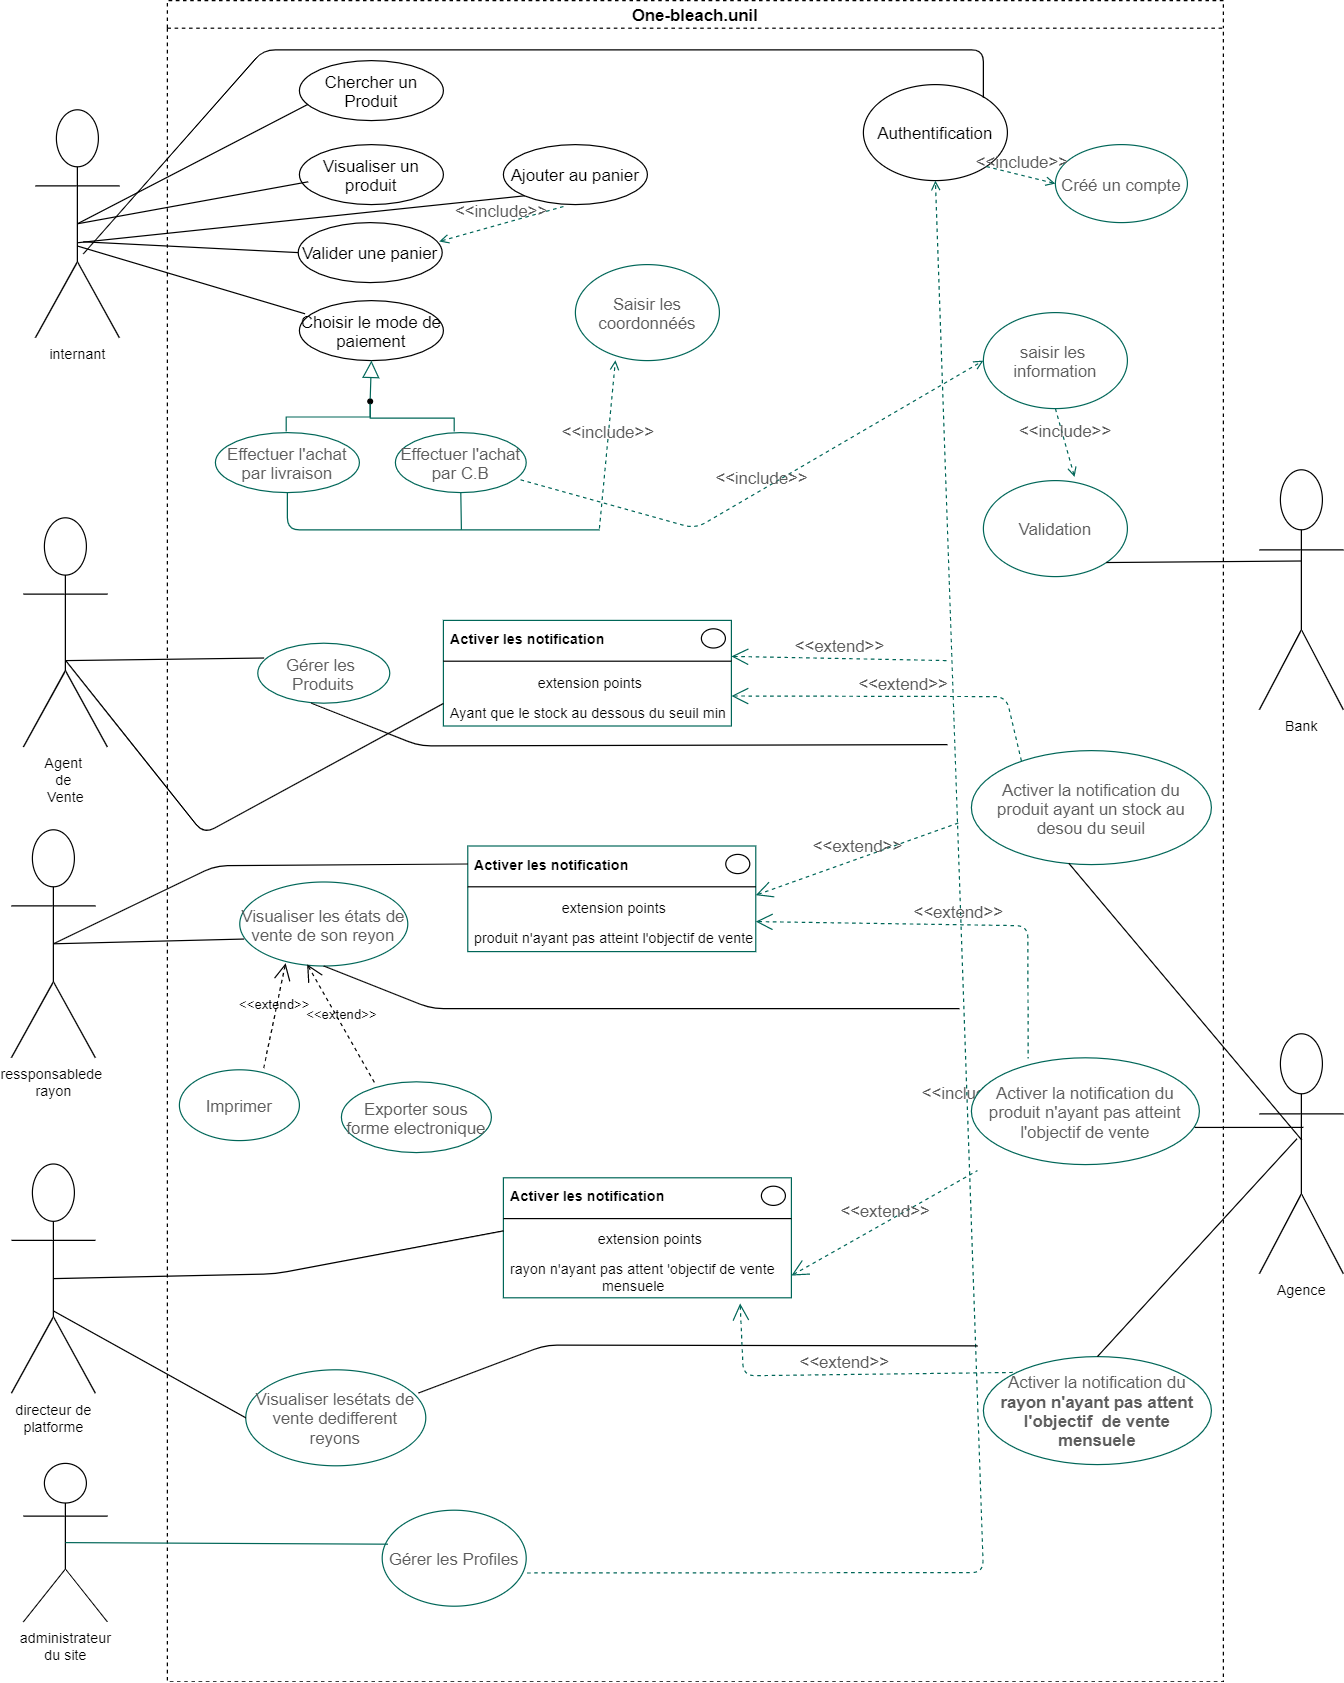 One-bleach.unil
Chercher un
Produit
Authentification
<<include>>
Créé un compte
Visualiser un
produit
Ajouter au panier
<<include>>
Valider une panier
internant
Choisir le mode de
paiement
Saisir les
coordonnéés
saisir les
information
<<include>>
<<include>>
Effectuer l'achat
par livraison
Effectuer l'achat
par C.B
<<include>>
Validation
Bank
Agent
de
Vente
Gérer les
Produits
Activer les notification
extension points
Ayant que le stock au dessous du seuil min
<<extend>>
<<extend>>
Activer la notification du
produit ayant un stock au
desou du seuil
ressponsablede
rayon
Activer les notification
extension points
produit n'ayant pas atteint l'objectif de vente
<<extend>>
<<extend>>
Visualiser les états de
vente de son reyon
<<extend>>
<<extend>>
Imprimer
Exporter sous
forme electronique
<<inclu
Activer la notification du
produit n'ayant pas atteint
l'objectif de vente
Agence
directeur de
platforme
Activer les notification
extension points
rayon n'ayant pas attent 'objectif de vente
mensuele
<<extend>>
<<extend>>
Visualiser lesétats de
vente dedifferent
reyons
Activer la notification du
rayon n'ayant pas attent
l'objectif de vente
mensuele
administrateur
du site
Gérer les Profiles